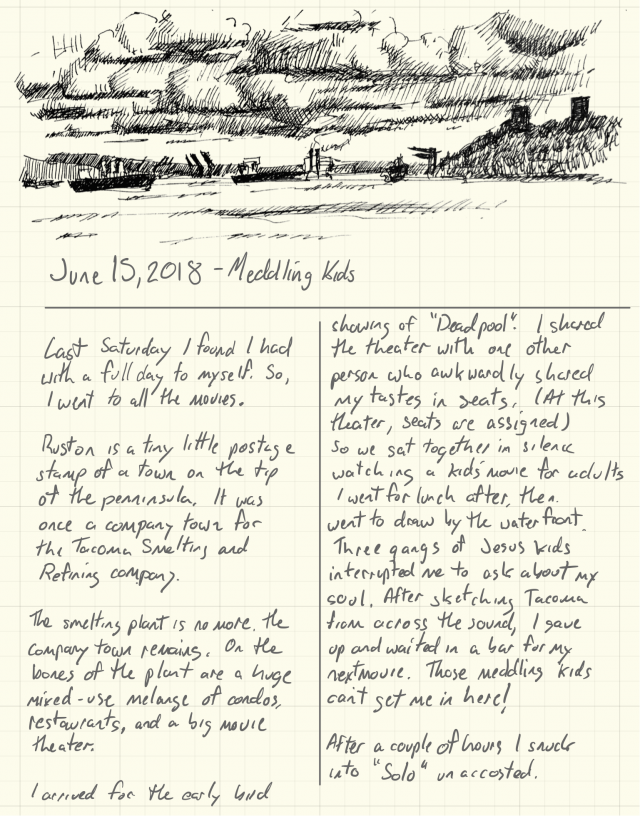 June 15, 2018 - Meddling Kids
Last Saturday I found I had
with a full day to myself. So,
I went to all the movies.
Ruston is a tiny little postage
stamp of a town on the tip
of the penninsula. It was
once a company town for
the Tacoma Smelting and
Refining company.
The smelting plant is no more. the
company town remains. On the
bones of the plant are a huge
mixed-use melange of condos,
restaurants, and a big movie
theater.
I arrived for the early bird
showing of "Deadpool". I shared
the theater with one other
person who awkwardly shared
my tastes in seats. (At this
theater, seats are assigned)
So we sat together in silence
watching a kids' movie for adults
I went for lunch after, then
went to draw by the waterfront.
Three gangs of Jesus kids
interrupted me to ask about my
soul. After sketching Tacoma
from across the sound, I gave
up and waited in a bar for my
next movie. Those meddling kids
can't get me in here!
After a couple of hours I snuck
into "Solo" unaccosted.